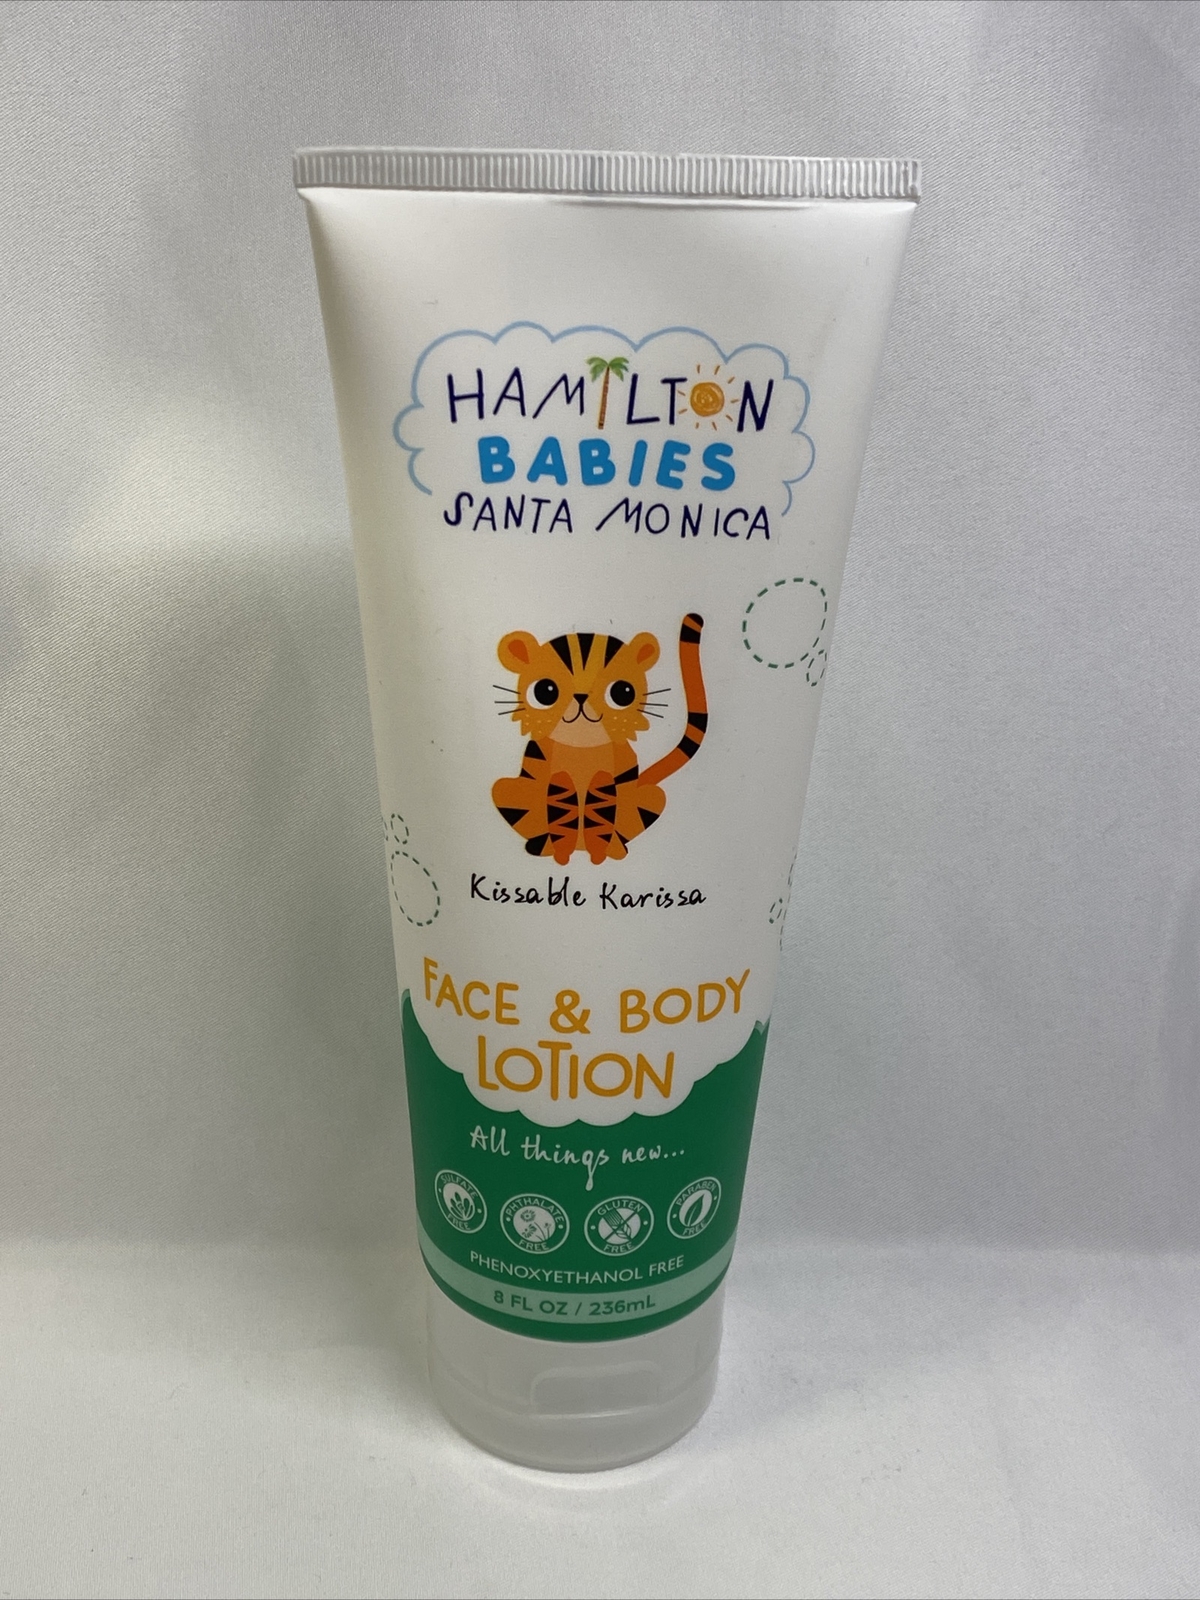 HAMILTON
BABIES
SANTA MONICA
Kissable Karissa
FACE & BODY
LOTION
All things new...
SULFATE FREE
PHTHALATE FREE
GLUTEN FREE
PARABEN FREE
PHENOXYETHANOL FREE
8 FL OZ / 236mL